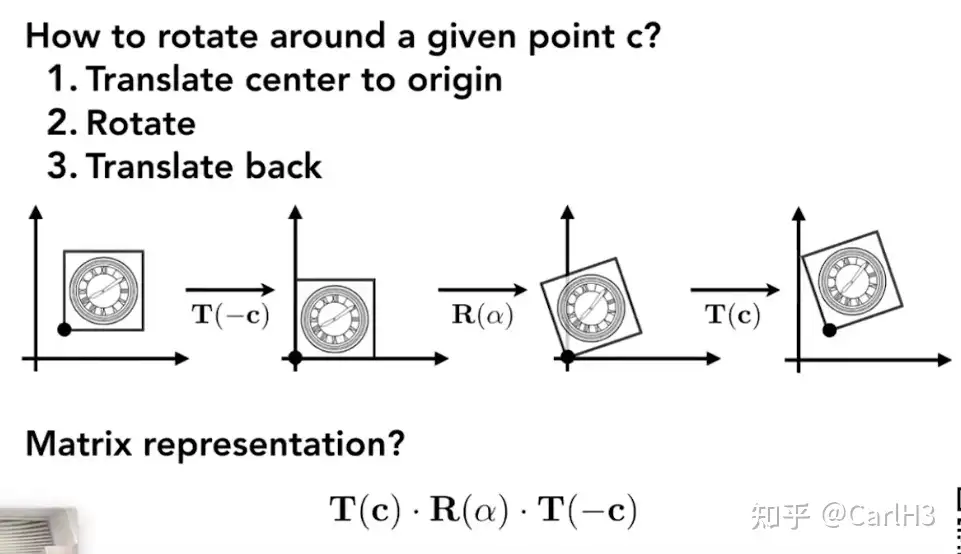 How to rotate around a given point c?
1. Translate center to origin
2. Rotate
3. Translate back
T(−c)
R(α)
T(c)
Matrix representation?
T(c) · R(α) · T(−c)
知乎 @CarlH3